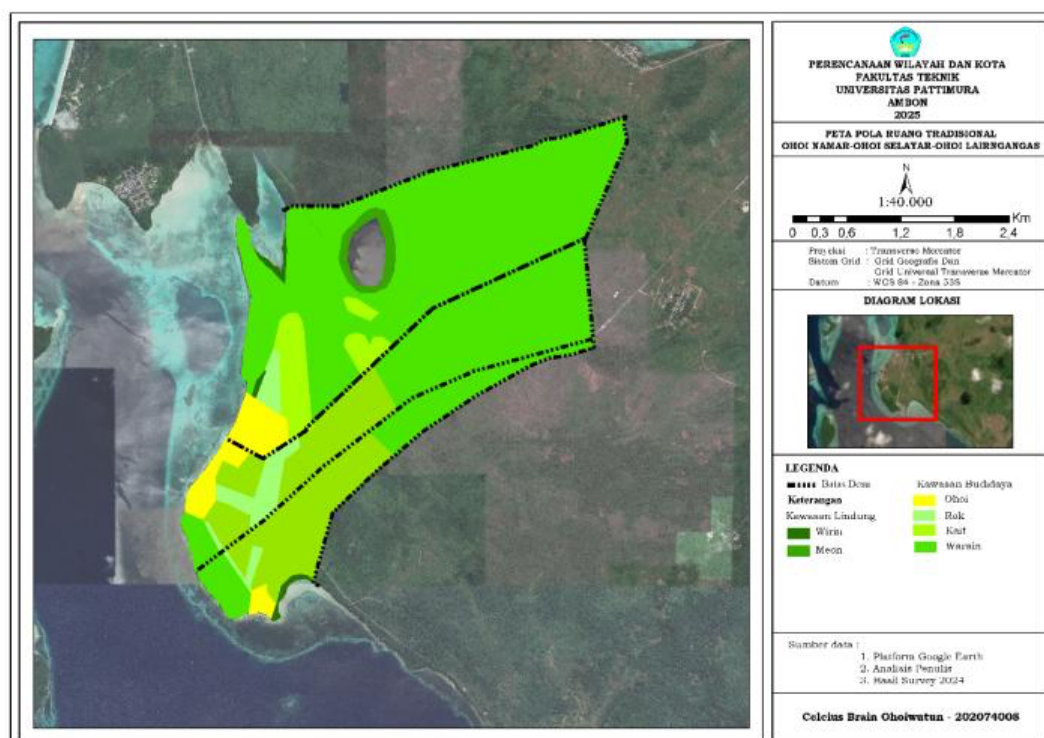 PERENCANAAN WILAYAH DAN KOTA
FAKULTAS TEKNIK
UNIVERSITAS PATTIMURA
AMBON
2025
PETA POLA RUANG TRADISIONAL
OHOI NAMAR-OHOI SELAYAR-OHOI LAIRNGANGAS
N
1:40.000
Km
0 0,3 0,6 1,2 1,8 2,4
Proyeksi : Transverse Mercator
Sistem Grid : Grid Geografis Dan
Grid Universal Transverse Mercator
Datum : WGS 84 - Zona 53S
DIAGRAM LOKASI
LEGENDA
Batas Desa
Keterangan
Kawasan Lindung
Meon
Kawasan Budidaya
Ohoi
Rok
Kait
Warain
Sumber data :
1. Platform Google Earth
2. Analisis Penulis
3. Hasil Survey 2024
Celcius Brain Ohoiwutun - 202074008